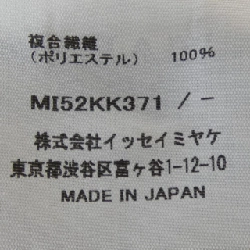 複合繊維
(ポリエステル) 100%
MI52KK371 / -
株式会社イッセイミヤケ
東京都渋谷区富ヶ谷1-12-10
MADE IN JAPAN